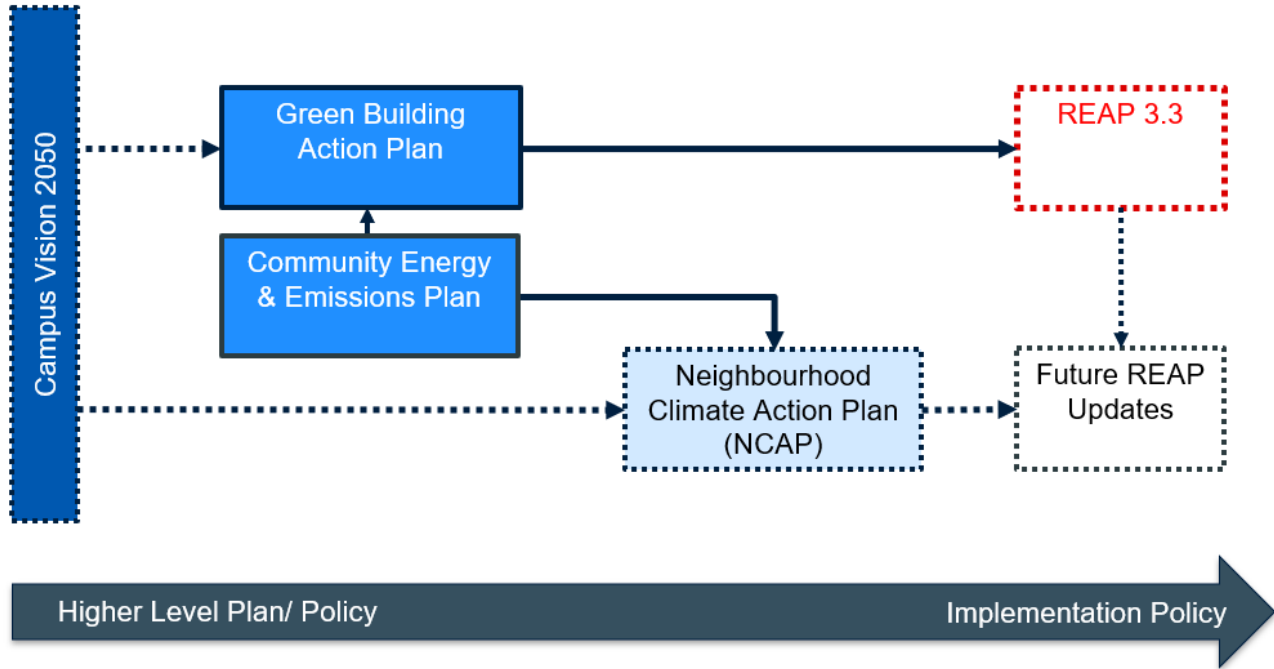 Campus Vision 2050
Green Building
Action Plan
REAP 3.3
Community Energy
& Emissions Plan
Neighbourhood
Climate Action Plan
(NCAP)
Future REAP
Updates
Higher Level Plan/ Policy
Implementation Policy